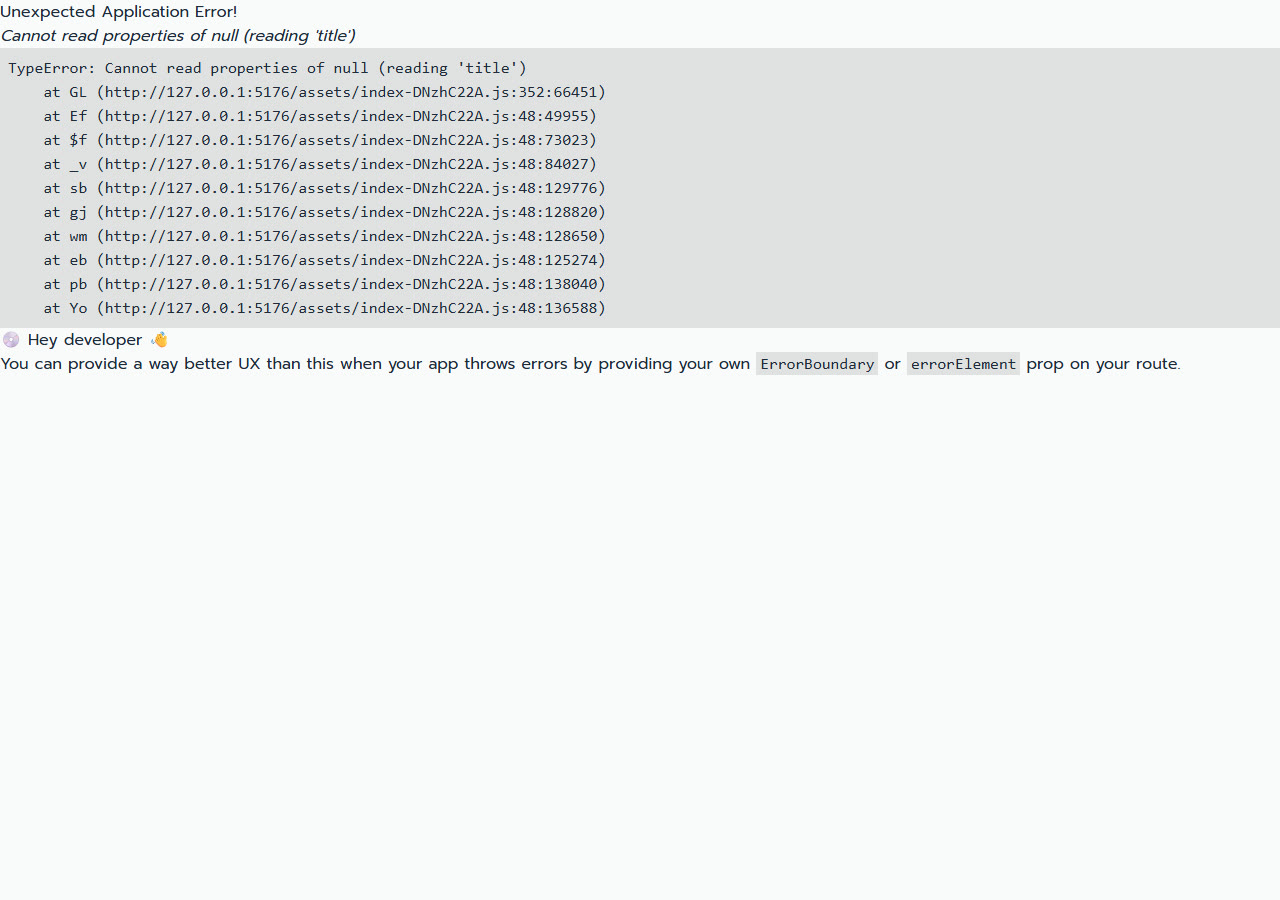 Unexpected Application Error!
Cannot read properties of null (reading 'title')
TypeError: Cannot read properties of null (reading 'title')
    at GL (http://127.0.0.1:5176/assets/index-DNzhC22A.js:352:66451)
    at Ef (http://127.0.0.1:5176/assets/index-DNzhC22A.js:48:49955)
    at $f (http://127.0.0.1:5176/assets/index-DNzhC22A.js:48:73023)
    at _v (http://127.0.0.1:5176/assets/index-DNzhC22A.js:48:84027)
    at sb (http://127.0.0.1:5176/assets/index-DNzhC22A.js:48:129776)
    at gj (http://127.0.0.1:5176/assets/index-DNzhC22A.js:48:128820)
    at wm (http://127.0.0.1:5176/assets/index-DNzhC22A.js:48:128650)
    at eb (http://127.0.0.1:5176/assets/index-DNzhC22A.js:48:125274)
    at pb (http://127.0.0.1:5176/assets/index-DNzhC22A.js:48:138040)
    at Yo (http://127.0.0.1:5176/assets/index-DNzhC22A.js:48:136588)
💿 Hey developer 👋
You can provide a way better UX than this when your app throws errors by providing your own ErrorBoundary or errorElement prop on your route.